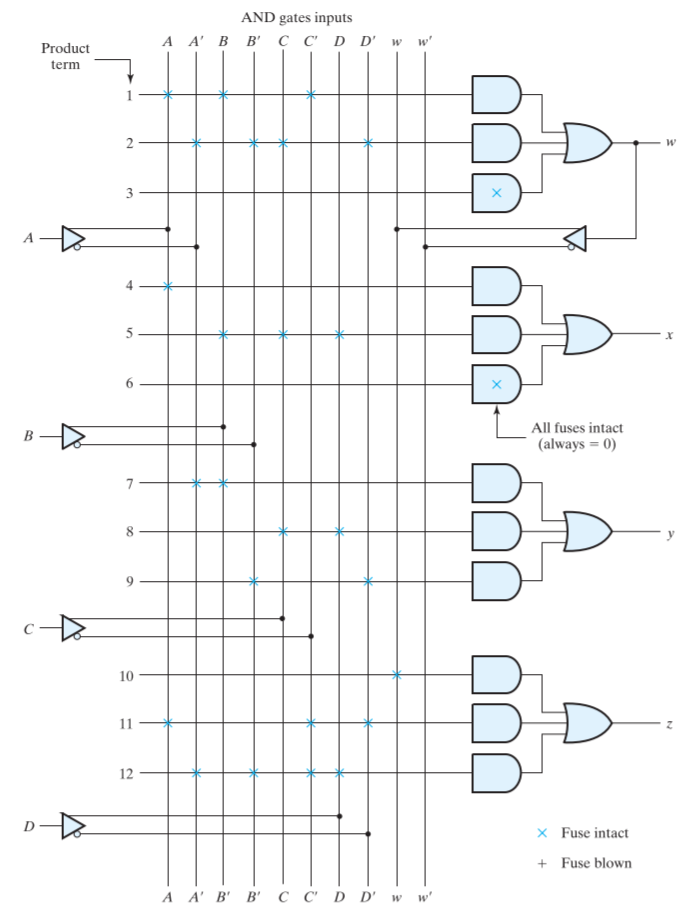 AND gates inputs
Product
term
A A' B B' C C' D D' w w'
1
2
w
3
A
4
5
x
6
All fuses intact
(always = 0)
B
7
8
y
9
C
10
11
z
12
D
× Fuse intact
+ Fuse blown
A A' B' B' C C' D D' w w'